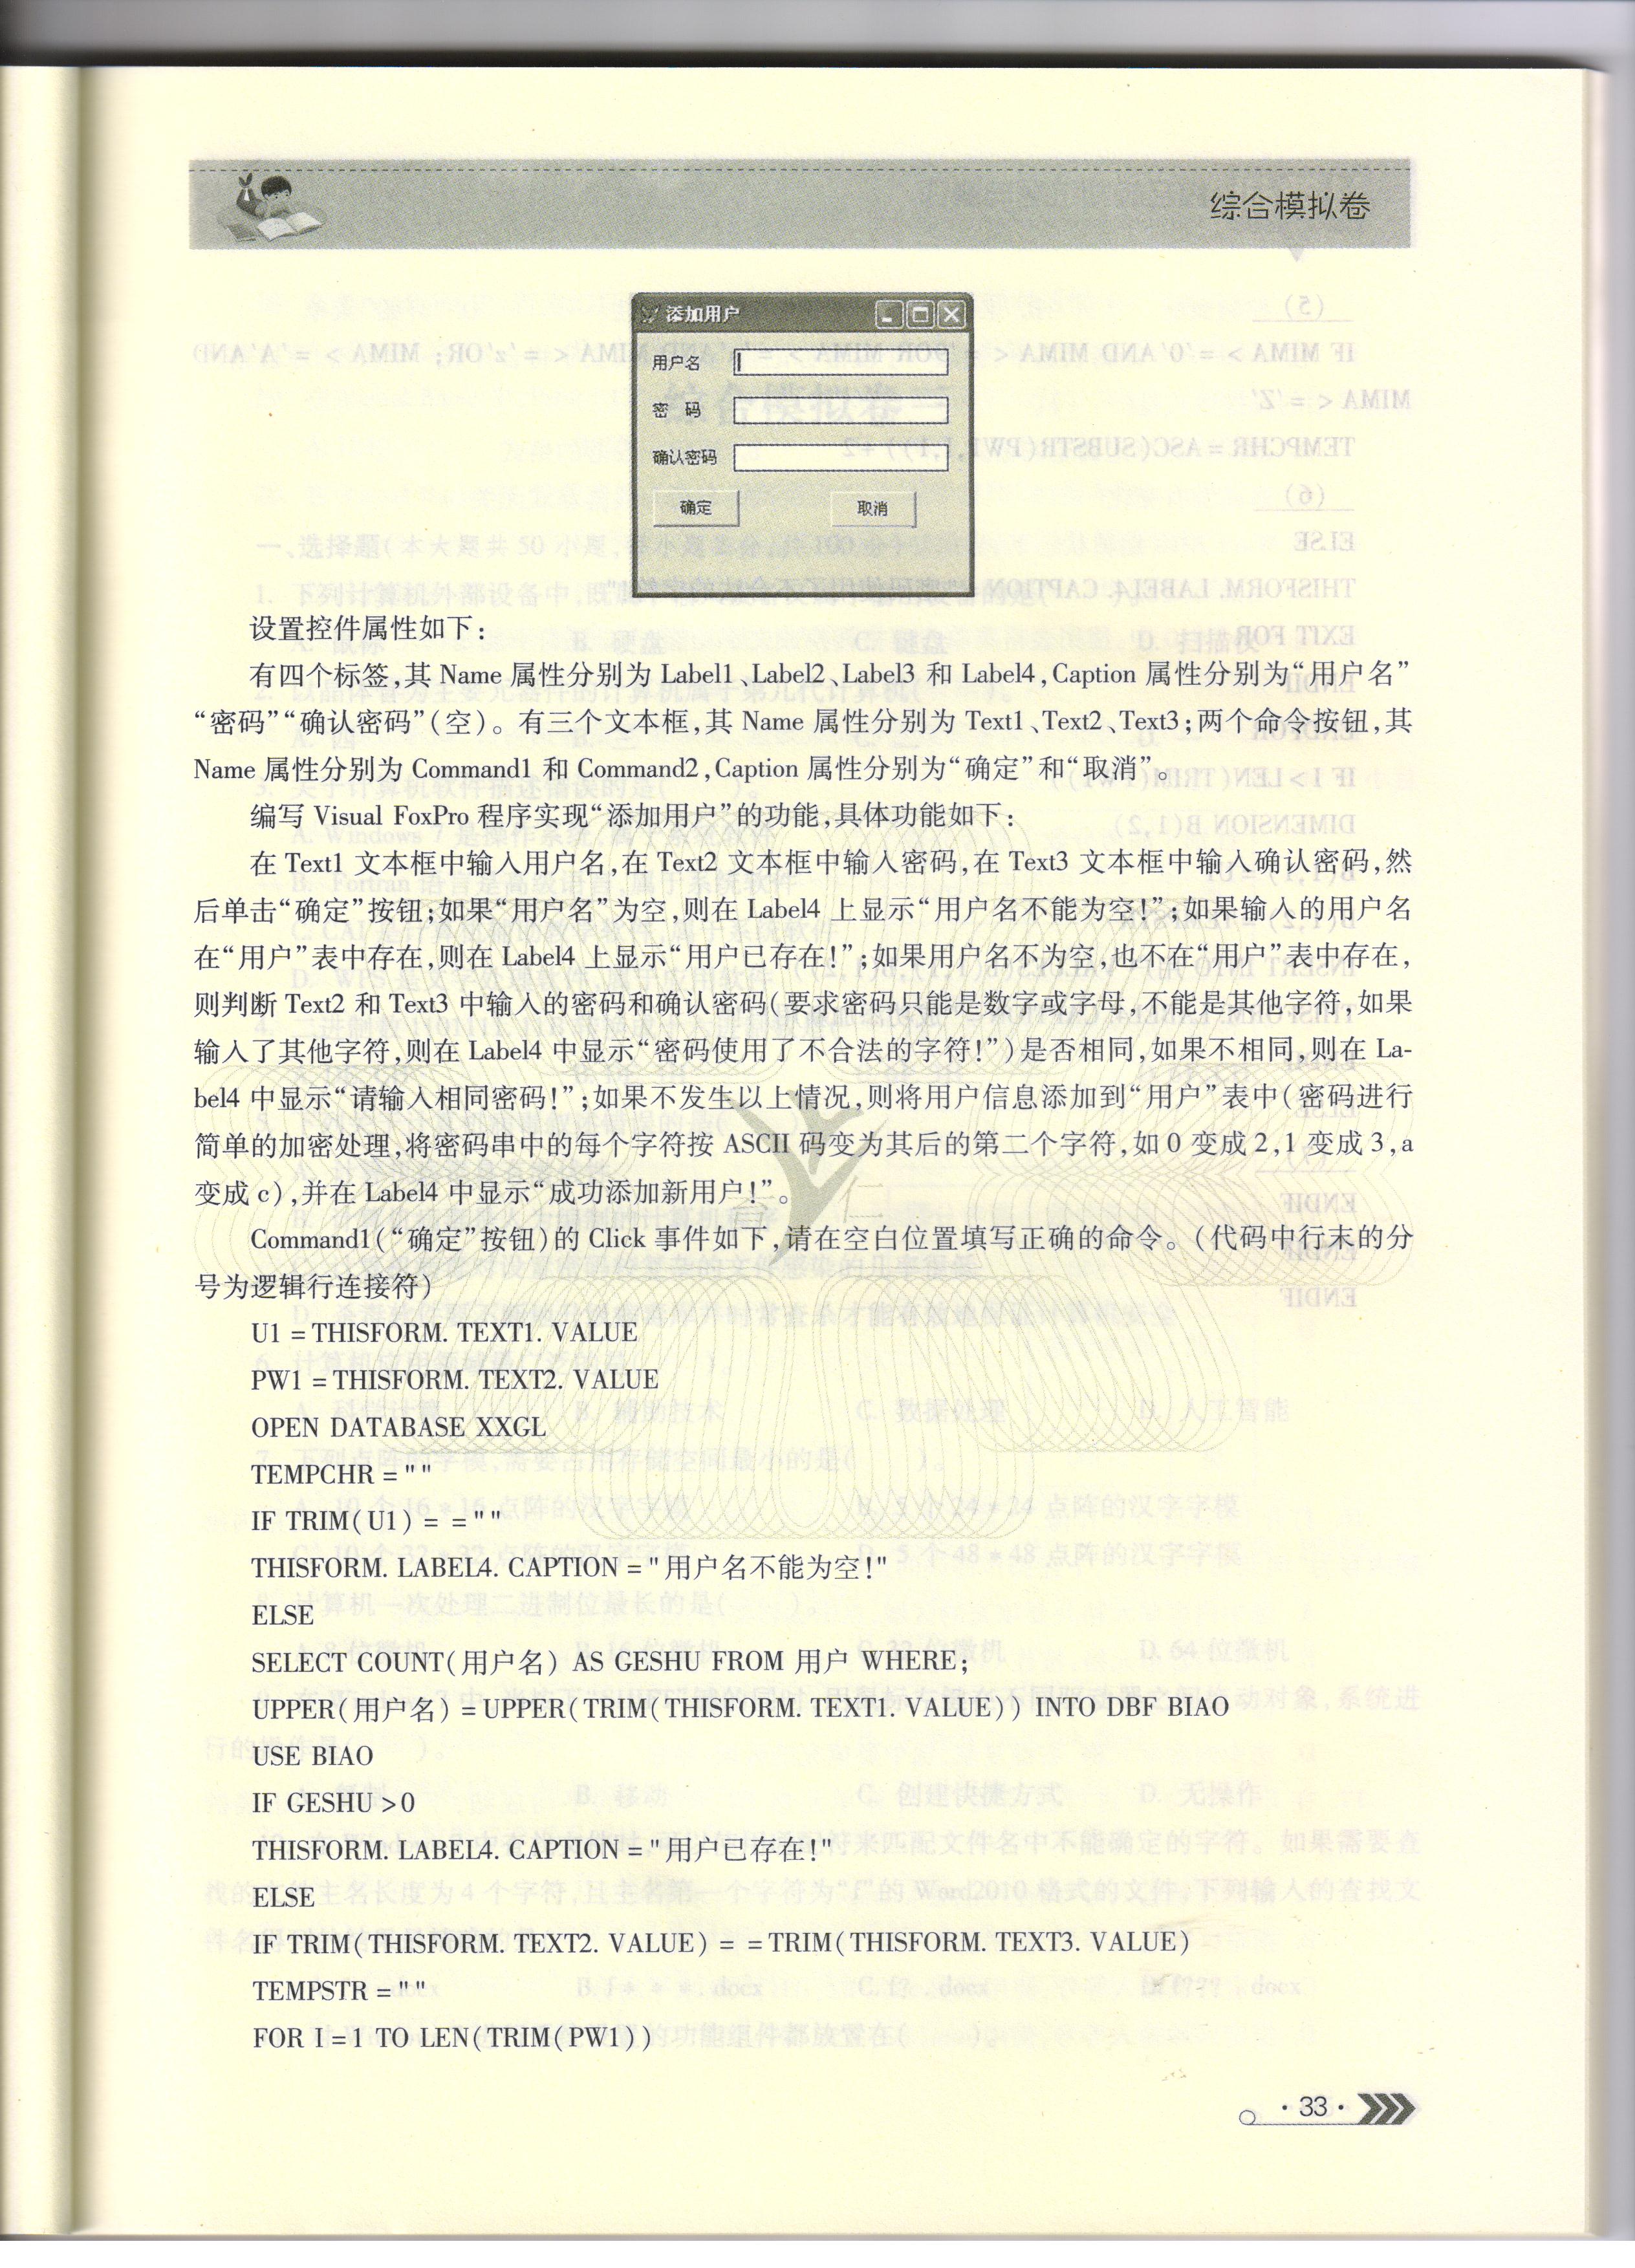 综合模拟卷
添加用户
用户名
密 码
确认密码
确定 取消
设置控件属性如下:
有四个标签,其 Name 属性分别为 Label1、Label2、Label3 和 Label4,Caption 属性分别为“用户名”
“密码”“确认密码”(空)。有三个文本框,其 Name 属性分别为 Text1、Text2、Text3;两个命令按钮,其
Name 属性分别为 Command1 和 Command2,Caption 属性分别为“确定”和“取消”。
编写 Visual FoxPro 程序实现“添加用户”的功能,具体功能如下:
在 Text1 文本框中输入用户名,在 Text2 文本框中输入密码,在 Text3 文本框中输入确认密码,然
后单击“确定”按钮;如果“用户名”为空,则在 Label4 上显示“用户名不能为空!”;如果输入的用户名
在“用户”表中存在,则在 Label4 上显示“用户已存在!”;如果用户名不为空,也不在“用户”表中存在,
则判断 Text2 和 Text3 中输入的密码和确认密码(要求密码只能是数字或字母,不能是其他字符,如果
输入了其他字符,则在 Label4 中显示“密码使用了不合法的字符!”)是否相同,如果不相同,则在 La-
bel4 中显示“请输入相同密码!”;如果不发生以上情况,则将用户信息添加到“用户”表中(密码进行
简单的加密处理,将密码串中的每个字符按 ASCII 码变为其后的第二个字符,如 0 变成 2,1 变成 3,a
变成 c),并在 Label4 中显示“成功添加新用户!”。
Command1(“确定”按钮)的 Click 事件如下,请在空白位置填写正确的命令。(代码中行末的分
号为逻辑行连接符)
U1 =THISFORM. TEXT1. VALUE
PW1 =THISFORM. TEXT2. VALUE
OPEN DATABASE XXGL
TEMPCHR =" "
IF TRIM(U1) = =" "
THISFORM. LABEL4. CAPTION ="用户名不能为空!"
ELSE
SELECT COUNT(用户名) AS GESHU FROM 用户 WHERE;
UPPER(用户名) =UPPER(TRIM(THISFORM. TEXT1. VALUE)) INTO DBF BIAO
USE BIAO
IF GESHU >0
THISFORM. LABEL4. CAPTION ="用户已存在!"
ELSE
IF TRIM(THISFORM. TEXT2. VALUE) = =TRIM(THISFORM. TEXT3. VALUE)
TEMPSTR =" "
FOR I =1 TO LEN(TRIM(PW1))
·33·